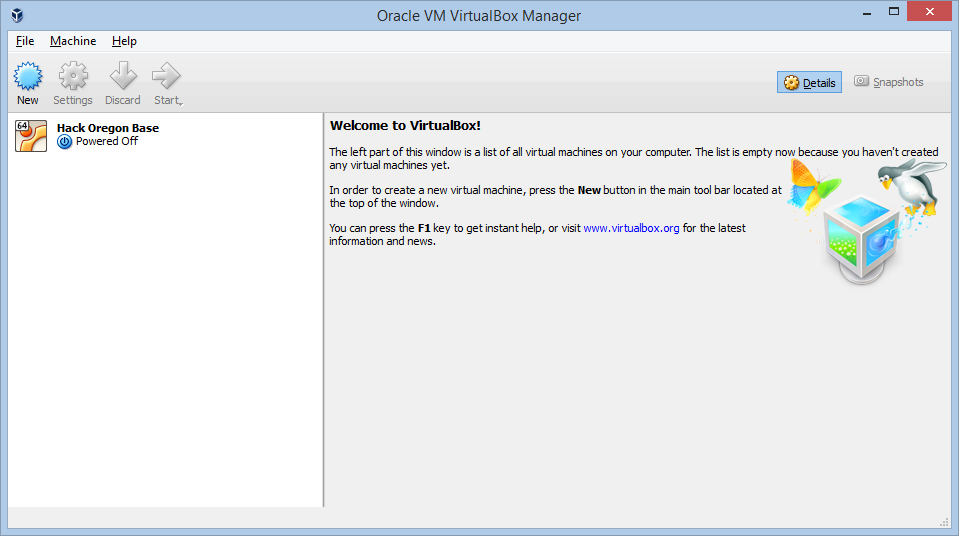 Oracle VM VirtualBox Manager
File Machine Help
New Settings Discard Start
Details Snapshots
64
Hack Oregon Base
Powered Off
Welcome to VirtualBox!
The left part of this window is a list of all virtual machines on your computer. The list is empty now because you haven't created
any virtual machines yet.
In order to create a new virtual machine, press the New button in the main tool bar located at
the top of the window.
You can press the F1 key to get instant help, or visit www.virtualbox.org for the latest
information and news.